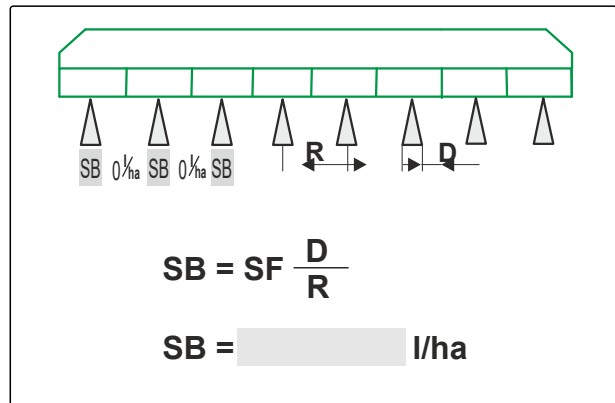 R D
SB 0 l/ha SB 0 l/ha SB
SB = SF D
R
SB = l/ha